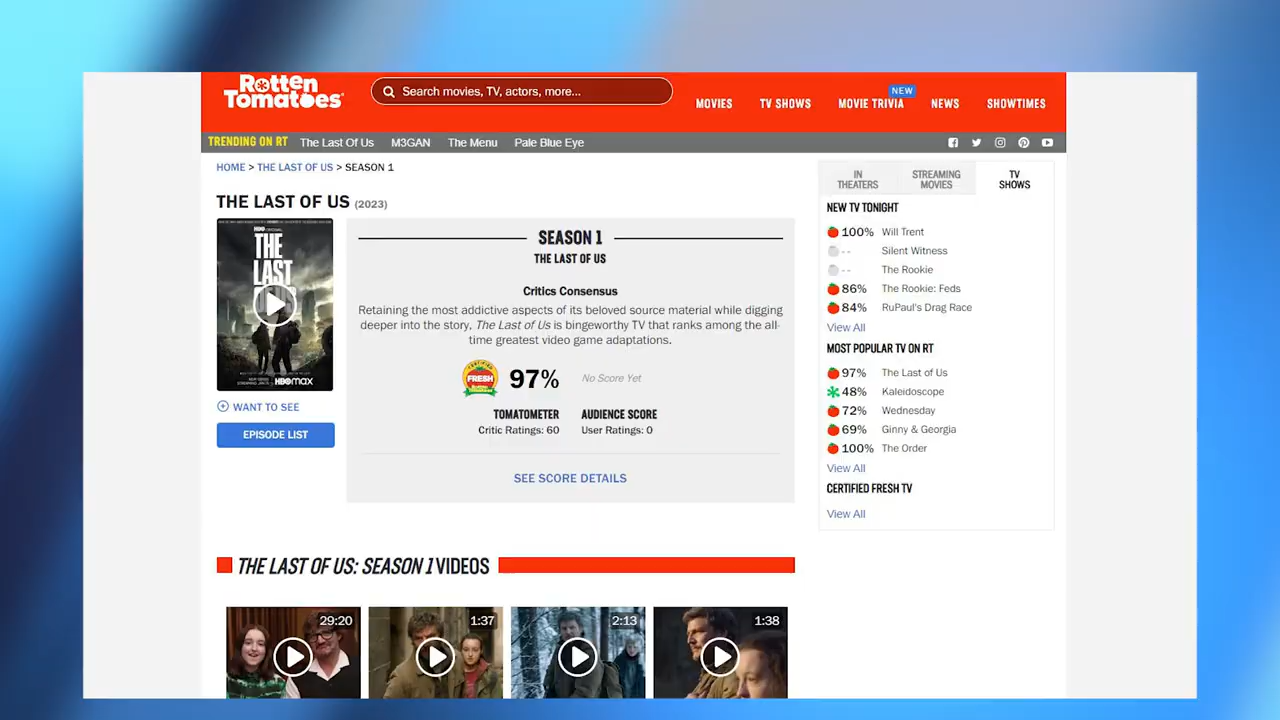 Rotten
Tomatoes
Search movies, TV, actors, more...
MOVIES
TV SHOWS
MOVIE TRIVIA
NEW
NEWS
SHOWTIMES
TRENDING ON RT
The Last Of Us
M3GAN
The Menu
Pale Blue Eye
HOME > THE LAST OF US > SEASON 1
THE LAST OF US (2023)
THE
LAST
HBOmax
WANT TO SEE
EPISODE LIST
SEASON 1
THE LAST OF US
Critics Consensus
Retaining the most addictive aspects of its beloved source material while digging
deeper into the story, The Last of Us is bingeworthy TV that ranks among the all-
time greatest video game adaptations.
CERTIFIED
FRESH
97%
No Score Yet
TOMATOMETER
AUDIENCE SCORE
Critic Ratings: 60
User Ratings: 0
SEE SCORE DETAILS
IN
THEATERS
STREAMING
MOVIES
TV
SHOWS
NEW TV TONIGHT
100% Will Trent
- - Silent Witness
- - The Rookie
86% The Rookie: Feds
84% RuPaul's Drag Race
View All
MOST POPULAR TV ON RT
97% The Last of Us
48% Kaleidoscope
72% Wednesday
69% Ginny & Georgia
100% The Order
View All
CERTIFIED FRESH TV
View All
THE LAST OF US: SEASON 1 VIDEOS
29:20
1:37
2:13
1:38